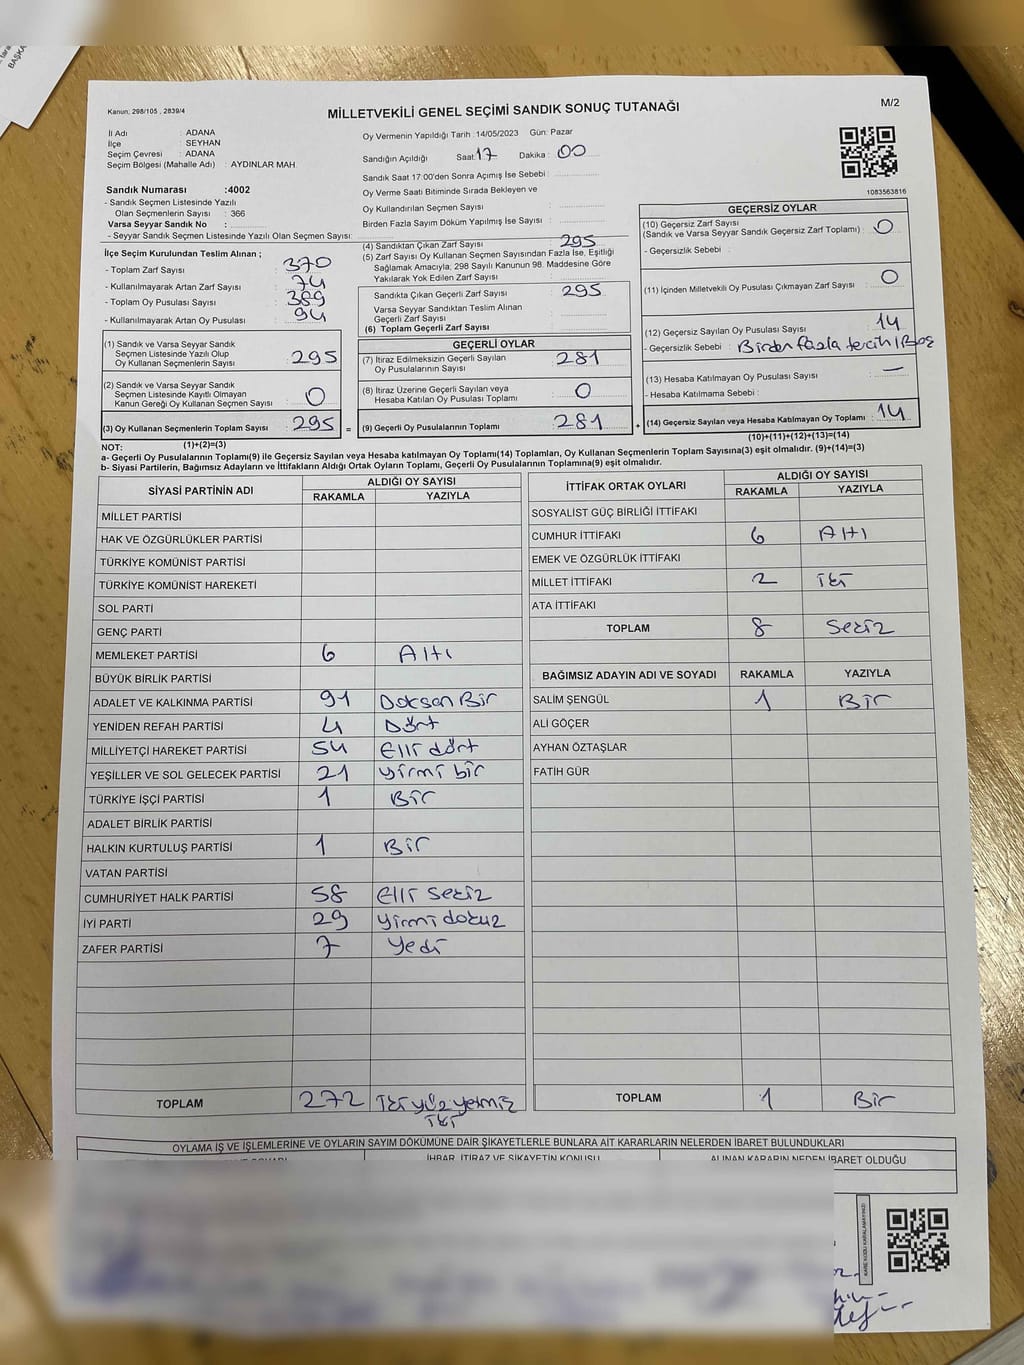 BAŞKA
Kanun; 298/105 , 2839/4
MİLLETVEKİLİ GENEL SEÇİMİ SANDIK SONUÇ TUTANAĞI
M/2
İl Adı : ADANA
İlçe : SEYHAN
Seçim Çevresi : ADANA
Seçim Bölgesi (Mahalle Adı) : AYDINLAR MAH.
Sandık Numarası :4002
- Sandık Seçmen Listesinde Yazılı
Olan Seçmenlerin Sayısı : 366
Varsa Seyyar Sandık No :
- Seyyar Sandık Seçmen Listesinde Yazılı Olan Seçmen Sayısı:
Oy Vermenin Yapıldığı Tarih :14/05/2023 Gün: Pazar
Sandığın Açıldığı Saat:17 Dakika : 00
Sandık Saat 17:00'den Sonra Açımış İse Sebebi :
Oy Verme Saati Bitiminde Sırada Bekleyen ve
Oy Kullandırılan Seçmen Sayısı :
Birden Fazla Sayım Döküm Yapılmış İse Sayısı :
1083563816
İlçe Seçim Kurulundan Teslim Alınan ;
- Toplam Zarf Sayısı : 370
- Kullanılmayarak Artan Zarf Sayısı : 74
- Toplam Oy Pusulası Sayısı : 389
- Kullanılmayarak Artan Oy Pusulası : 94
(1) Sandık ve Varsa Seyyar Sandık
Seçmen Listesinde Yazılı Olup
Oy Kullanan Seçmenlerin Sayısı : 295
(2) Sandık ve Varsa Seyyar Sandık
Seçmen Listesinde Kayıtlı Olmayan
Kanun Gereği Oy Kullanan Seçmen Sayısı : 0
(3) Oy Kullanan Seçmenlerin Toplam Sayısı : 295 =
(4) Sandıktan Çıkan Zarf Sayısı : 295
(5) Zarf Sayısı Oy Kullanan Seçmen Sayısından Fazla İse, Eşitliği
Sağlamak Amacıyla; 298 Sayılı Kanunun 98. Maddesine Göre
Yakılarak Yok Edilen Zarf Sayısı :
Sandıkta Çıkan Geçerli Zarf Sayısı : 295
Varsa Seyyar Sandıktan Teslim Alınan
Geçerli Zarf Sayısı :
(6) Toplam Geçerli Zarf Sayısı :
GEÇERLİ OYLAR
(7) İtiraz Edilmeksizin Geçerli Sayılan
Oy Pusulalarının Sayısı : 281
(8) İtiraz Üzerine Geçerli Sayılan veya
Hesaba Katılan Oy Pusulası Toplamı : 0
(9) Geçerli Oy Pusulalarının Toplamı : 281 +
GEÇERSİZ OYLAR
(10) Geçersiz Zarf Sayısı
(Sandık ve Varsa Seyyar Sandık Geçersiz Zarf Toplamı) : 0
- Geçersizlik Sebebi :
(11) İçinden Milletvekili Oy Pusulası Çıkmayan Zarf Sayısı : 0
(12) Geçersiz Sayılan Oy Pusulası Sayısı : 14
- Geçersizlik Sebebi : Birden fazla tercih / Boş
(13) Hesaba Katılmayan Oy Pusulası Sayısı : —
- Hesaba Katılmama Sebebi :
(14) Geçersiz Sayılan veya Hesaba Katılmayan Oy Toplamı : 14
NOT: (1)+(2)=(3)
(10)+(11)+(12)+(13)=(14)
a- Geçerli Oy Pusulalarının Toplamı(9) ile Geçersiz Sayılan veya Hesaba Katılmayan Oy Toplamı(14) Toplamları, Oy Kullanan Seçmenlerin Toplam Sayısına(3) eşit olmalıdır. (9)+(14)=(3)
b- Siyasi Partilerin, Bağımsız Adayların ve İttifakların Aldığı Ortak Oyların Toplamı, Geçerli Oy Pusulalarının Toplamına(9) eşit olmalıdır.
SİYASİ PARTİNİN ADI ALDIĞI OY SAYISI
RAKAMLA YAZIYLA
MİLLET PARTİSİ
HAK VE ÖZGÜRLÜKLER PARTİSİ
TÜRKİYE KOMÜNİST PARTİSİ
TÜRKİYE KOMÜNİST HAREKETİ
SOL PARTİ
GENÇ PARTİ
MEMLEKET PARTİSİ 6 Altı
BÜYÜK BİRLİK PARTİSİ
ADALET VE KALKINMA PARTİSİ 91 Doksan Bir
YENİDEN REFAH PARTİSİ 4 Dört
MİLLİYETÇİ HAREKET PARTİSİ 54 Elli dört
YEŞİLLER VE SOL GELECEK PARTİSİ 21 yirmi bir
TÜRKİYE İŞÇİ PARTİSİ 1 Bir
ADALET BİRLİK PARTİSİ
HALKIN KURTULUŞ PARTİSİ 1 Bir
VATAN PARTİSİ
CUMHURİYET HALK PARTİSİ 58 Elli sekiz
İYİ PARTİ 29 yirmi dokuz
ZAFER PARTİSİ 7 yedi
TOPLAM 272 İki yüz yetmiş
iki
İTTİFAK ORTAK OYLARI ALDIĞI OY SAYISI
RAKAMLA YAZIYLA
SOSYALİST GÜÇ BİRLİĞİ İTTİFAKI
CUMHUR İTTİFAKI 6 Altı
EMEK VE ÖZGÜRLÜK İTTİFAKI
MİLLET İTTİFAKI 2 iki
ATA İTTİFAKI
TOPLAM 8 Sekiz
BAĞIMSIZ ADAYIN ADI VE SOYADI RAKAMLA YAZIYLA
SALİM ŞENGÜL 1 Bir
ALİ GÖÇER
AYHAN ÖZTAŞLAR
FATİH GÜR
TOPLAM 1 Bir
OYLAMA İŞ VE İŞLEMLERİNE VE OYLARIN SAYIM DÖKÜMÜNE DAİR ŞİKAYETLERLE BUNLARA AİT KARARLARIN NELERDEN İBARET BULUNDUKLARI
İHBAR, İTİRAZ VE ŞİKAYETİN KONUSU ALINAN KARARIN NEDEN İBARET OLDUĞU
KARE KODU KARALAMAYINIZ!